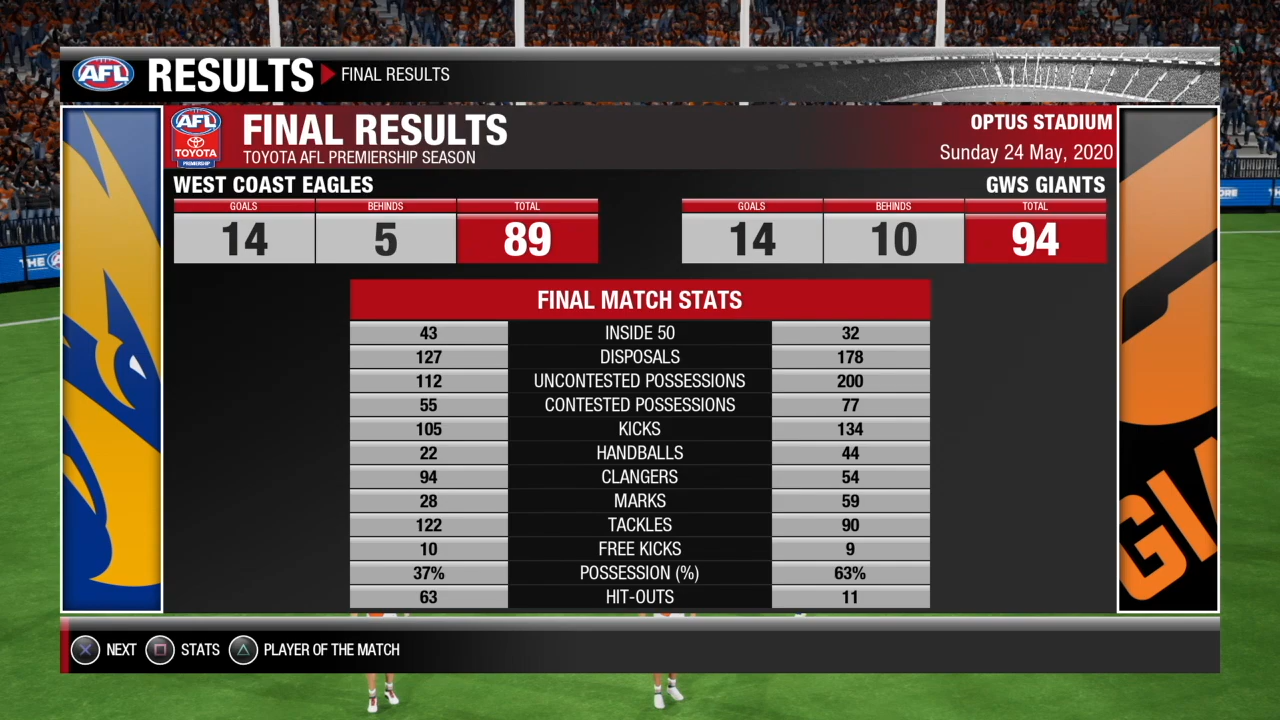 AFL RESULTS FINAL RESULTS
AFL
TOYOTA
PREMIERSHIP
FINAL RESULTS
TOYOTA AFL PREMIERSHIP SEASON
OPTUS STADIUM
Sunday 24 May, 2020
WEST COAST EAGLES
GWS GIANTS
GOALS BEHINDS TOTAL
14 5 89
GOALS BEHINDS TOTAL
14 10 94
FINAL MATCH STATS
43 INSIDE 50 32
127 DISPOSALS 178
112 UNCONTESTED POSSESSIONS 200
55 CONTESTED POSSESSIONS 77
105 KICKS 134
22 HANDBALLS 44
94 CLANGERS 54
28 MARKS 59
122 TACKLES 90
10 FREE KICKS 9
37% POSSESSION (%) 63%
63 HIT-OUTS 11
THE
GIA
NEXT STATS PLAYER OF THE MATCH